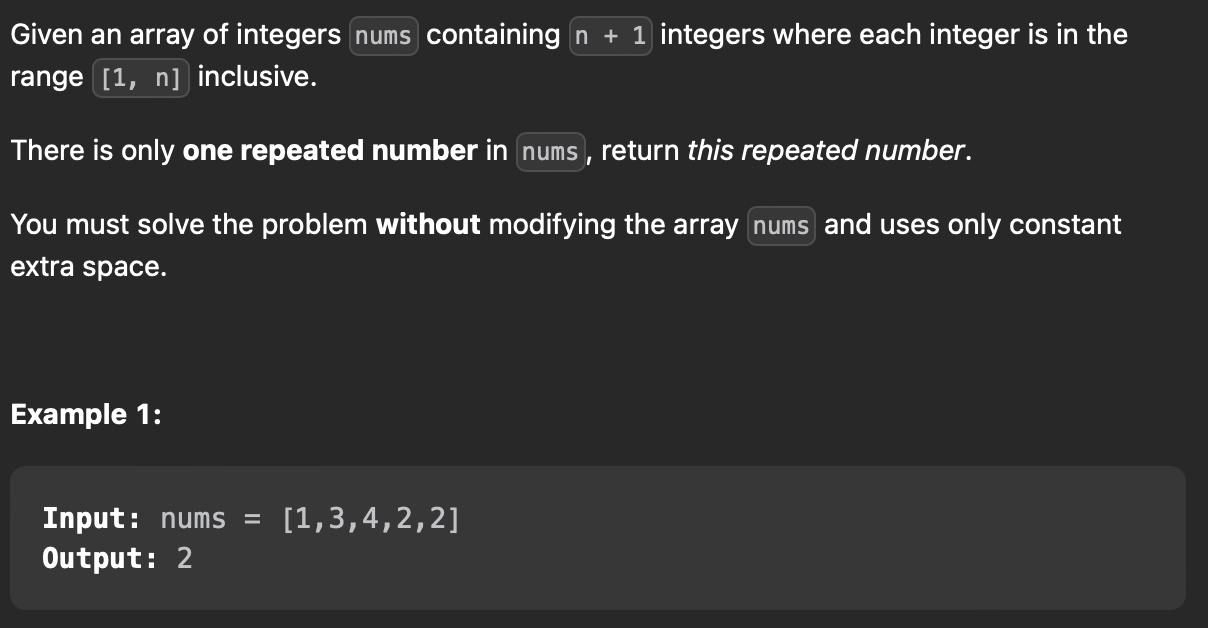 Given an array of integers nums containing n + 1 integers where each integer is in the
range [1, n] inclusive.
There is only one repeated number in nums, return this repeated number.
You must solve the problem without modifying the array nums and uses only constant
extra space.
Example 1:
Input: nums = [1,3,4,2,2]
Output: 2